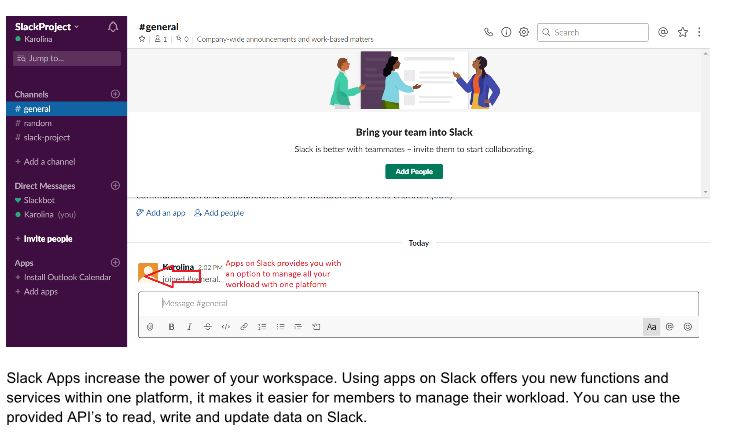 SlackProject
Karolina
Jump to...
Channels
# general
# random
# slack-project
+ Add a channel
Direct Messages
Slackbot
Karolina (you)
+ Invite people
Apps
+ Install Outlook Calendar
+ Add apps
#general
1 | 0 | Company-wide announcements and work-based matters
Search
Bring your team into Slack
Slack is better with teammates – invite them to start collaborating.
Add People
Add an app Add people
Today
Karolina 2:02 PM
joined #general.
Apps on Slack provides you with
an option to manage all your
workload with one platform
Message #general
B I S </> Aa @
Slack Apps increase the power of your workspace. Using apps on Slack offers you new functions and
services within one platform, it makes it easier for members to manage their workload. You can use the
provided API's to read, write and update data on Slack.